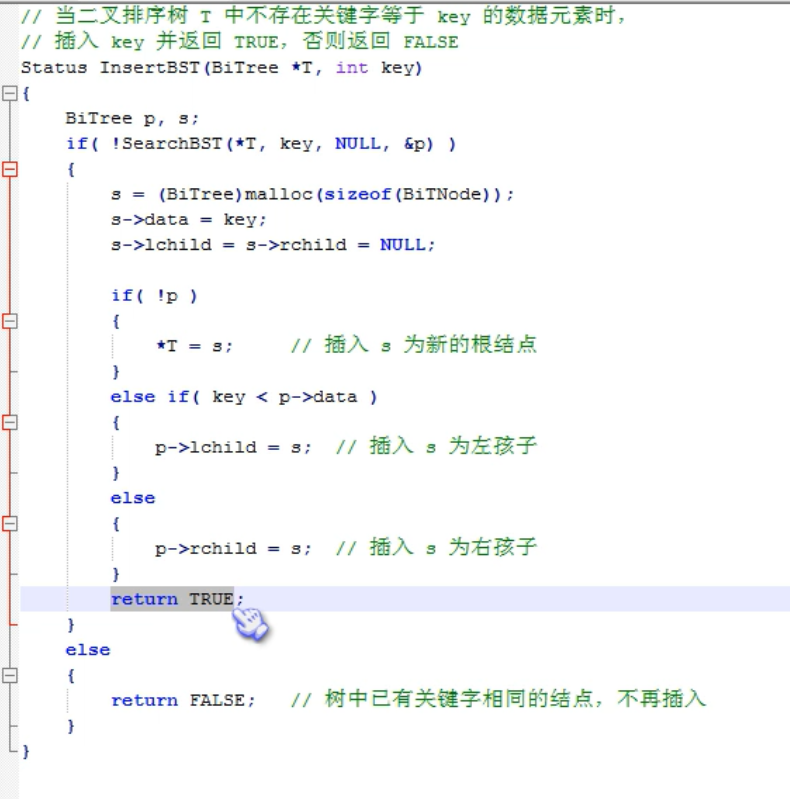 // 当二叉排序树 T 中不存在关键字等于 key 的数据元素时，
// 插入 key 并返回 TRUE，否则返回 FALSE
Status InsertBST(BiTree *T, int key)
{
    BiTree p, s;
    if( !SearchBST(*T, key, NULL, &p) )
    {
        s = (BiTree)malloc(sizeof(BiTNode));
        s->data = key;
        s->lchild = s->rchild = NULL;

        if( !p )
        {
            *T = s;     // 插入 s 为新的根结点
        }
        else if( key < p->data )
        {
            p->lchild = s;  // 插入 s 为左孩子
        }
        else
        {
            p->rchild = s;  // 插入 s 为右孩子
        }
        return TRUE;
    }
    else
    {
        return FALSE;   // 树中已有关键字相同的结点，不再插入
    }
}